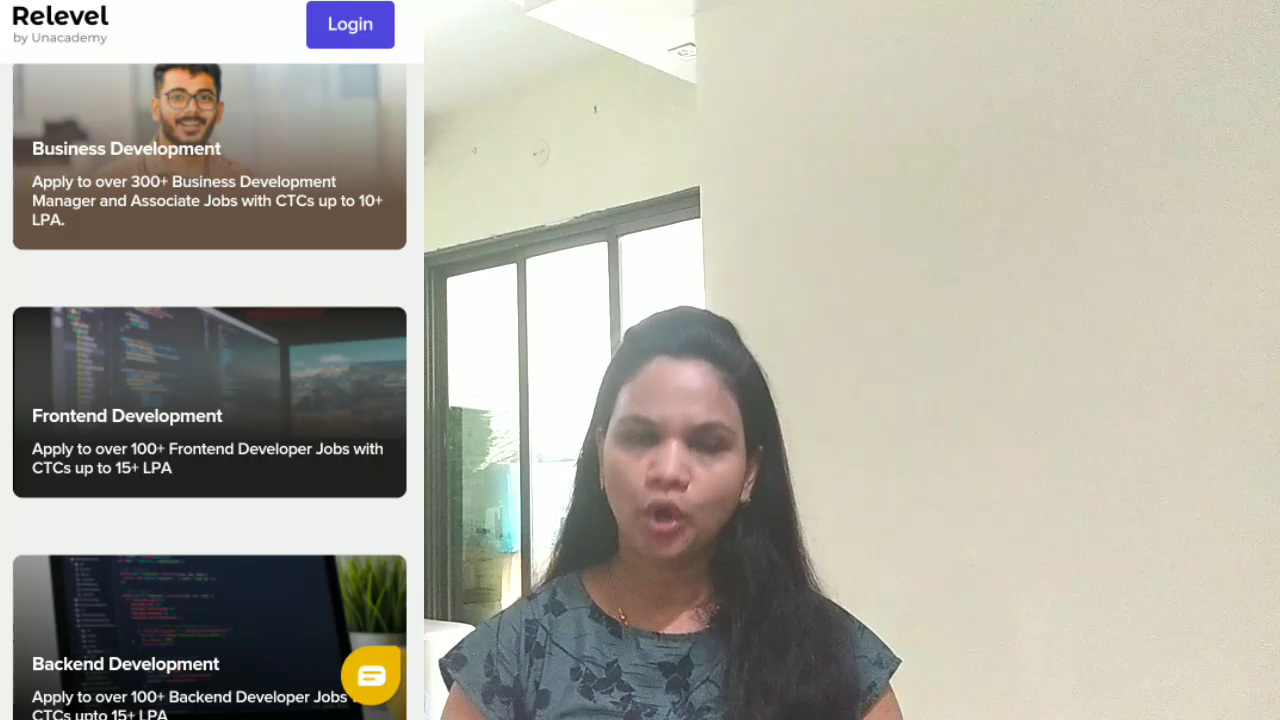 Relevel
by Unacademy
Login
Business Development
Apply to over 300+ Business Development
Manager and Associate Jobs with CTCs up to 10+
LPA.
Frontend Development
Apply to over 100+ Frontend Developer Jobs with
CTCs up to 15+ LPA
Backend Development
Apply to over 100+ Backend Developer Jobs
CTCs upto 15+ LPA